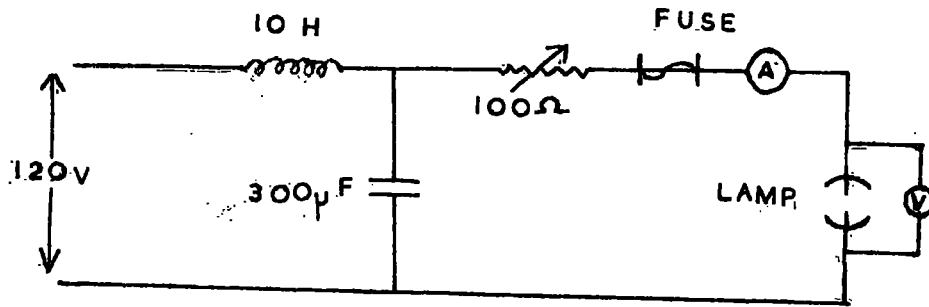 10 H
FUSE
A
100Ω
120V
300μF
LAMP.
V